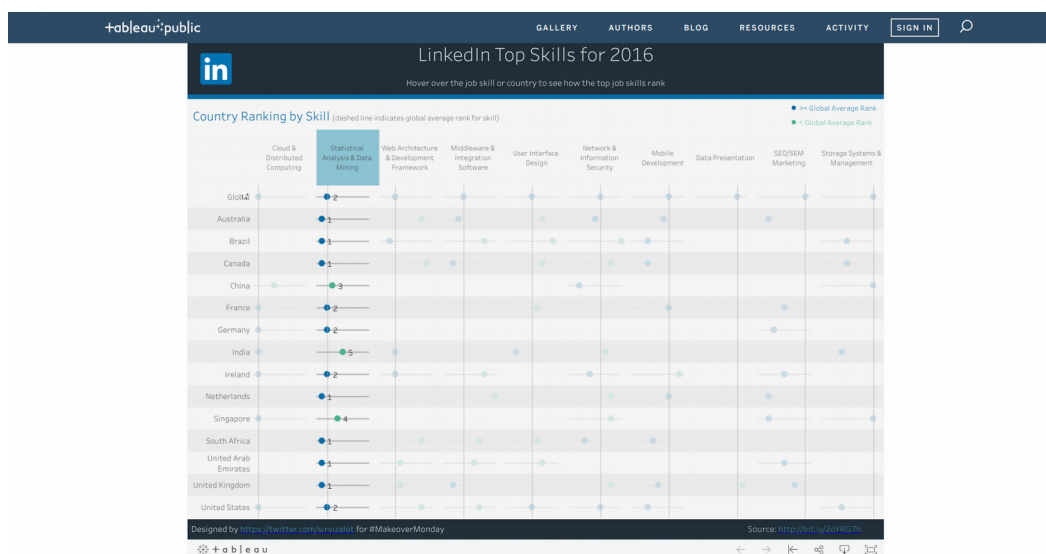 +ableau+public
GALLERY AUTHORS BLOG RESOURCES ACTIVITY SIGN IN
in
LinkedIn Top Skills for 2016
Hover over the job skill or country to see how the top job skills rank
Country Ranking by Skill (dashed line indicates global average rank for skill)
>= Global Average Rank
< Global Average Rank
Cloud & Distributed Computing
Statistical Analysis & Data Mining
Web Architecture & Development Framework
Middleware & Integration Software
User Interface Design
Network & Information Security
Mobile Development
Data Presentation
SEO/SEM Marketing
Storage Systems & Management
Global 2
Australia 1
Brazil 1
Canada 1
China 3
France 2
Germany 2
India 5
Ireland 2
Netherlands 1
Singapore 4
South Africa 1
United Arab Emirates 1
United Kingdom 1
United States 2
Designed by https://twitter.com/sirvizalot for #MakeoverMonday
Source: http://bit.ly/2oYRG7h
+ableau